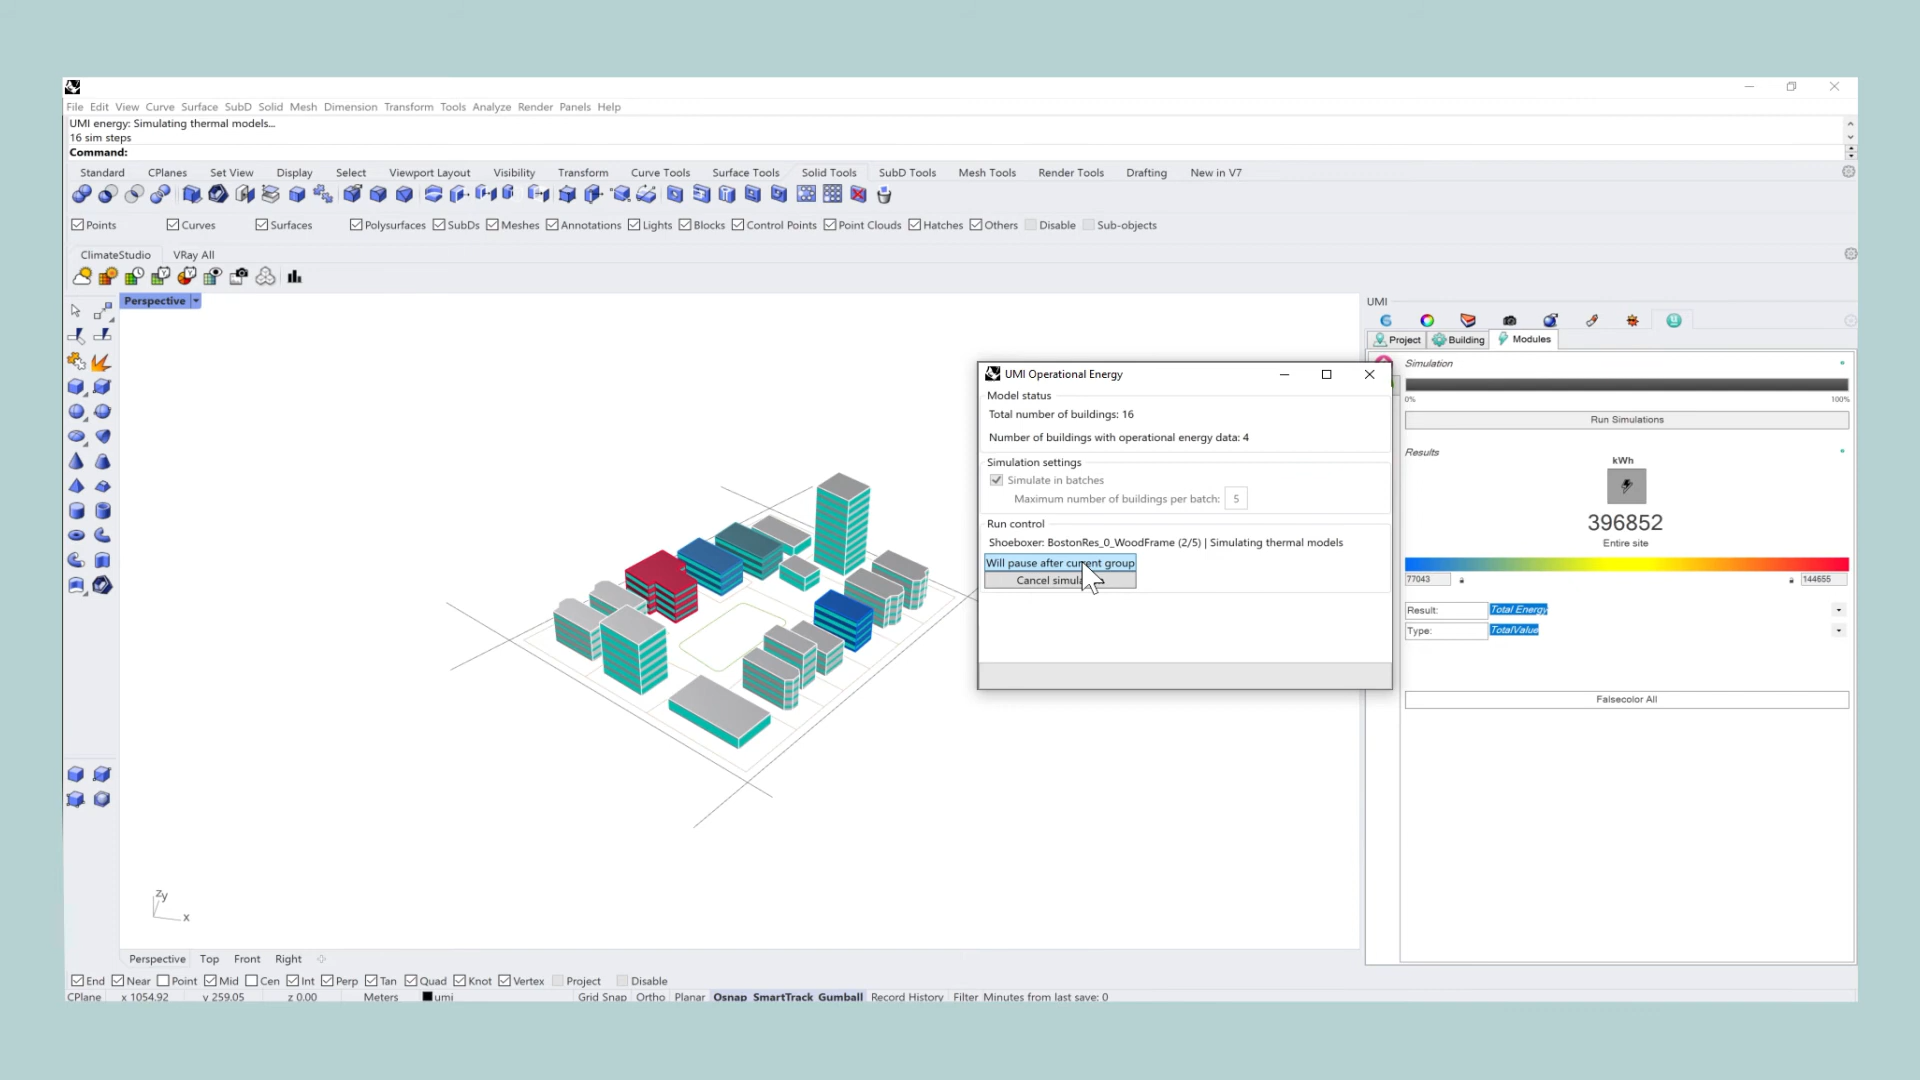 File Edit View Curve Surface SubD Solid Mesh Dimension Transform Tools Analyze Render Panels Help
UMI energy: Simulating thermal models...
16 sim steps
Command:
Standard CPlanes Set View Display Select Viewport Layout Visibility Transform Curve Tools Surface Tools Solid Tools SubD Tools Mesh Tools Render Tools Drafting New in V7
Points Curves Surfaces Polysurfaces SubDs Meshes Annotations Lights Blocks Control Points Point Clouds Hatches Others Disable Sub-objects
ClimateStudio VRay All
Perspective
UMI
Project Building Modules
Simulation
0% 100%
Run Simulations
Results
kWh
396852
Entire site
77043 144655
Result: Total Energy
Type: TotalValue
Falsecolor All
UMI Operational Energy
Model status
Total number of buildings: 16
Number of buildings with operational energy data: 4
Simulation settings
Simulate in batches
Maximum number of buildings per batch: 5
Run control
Shoeboxer: BostonRes_0_WoodFrame (2/5) | Simulating thermal models
Will pause after current group
Cancel simula
z y
x
Perspective Top Front Right
End Near Point Mid Cen Int Perp Tan Quad Knot Vertex Project Disable
CPlane x 1054.92 y 259.05 z 0.00 Meters umi Grid Snap Ortho Planar Osnap SmartTrack Gumball Record History Filter Minutes from last save: 0